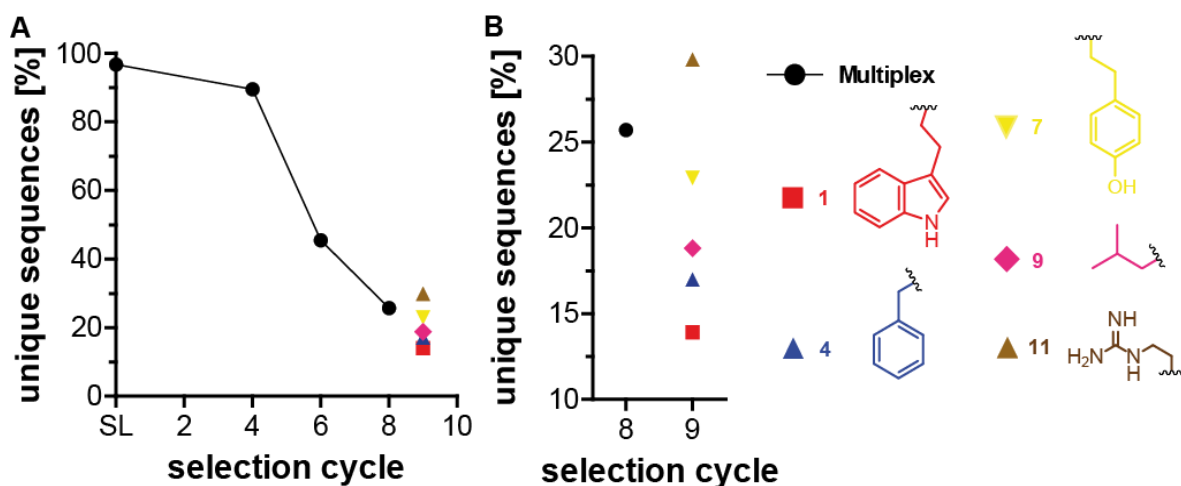 A
unique sequences [%]
100
80
60
40
20
0
SL 2 4 6 8 10
selection cycle
B
unique sequences [%]
30
25
20
15
10
8 9
selection cycle
Multiplex
1
N
H
4
7
OH
9
11
NH
H₂N
N
H